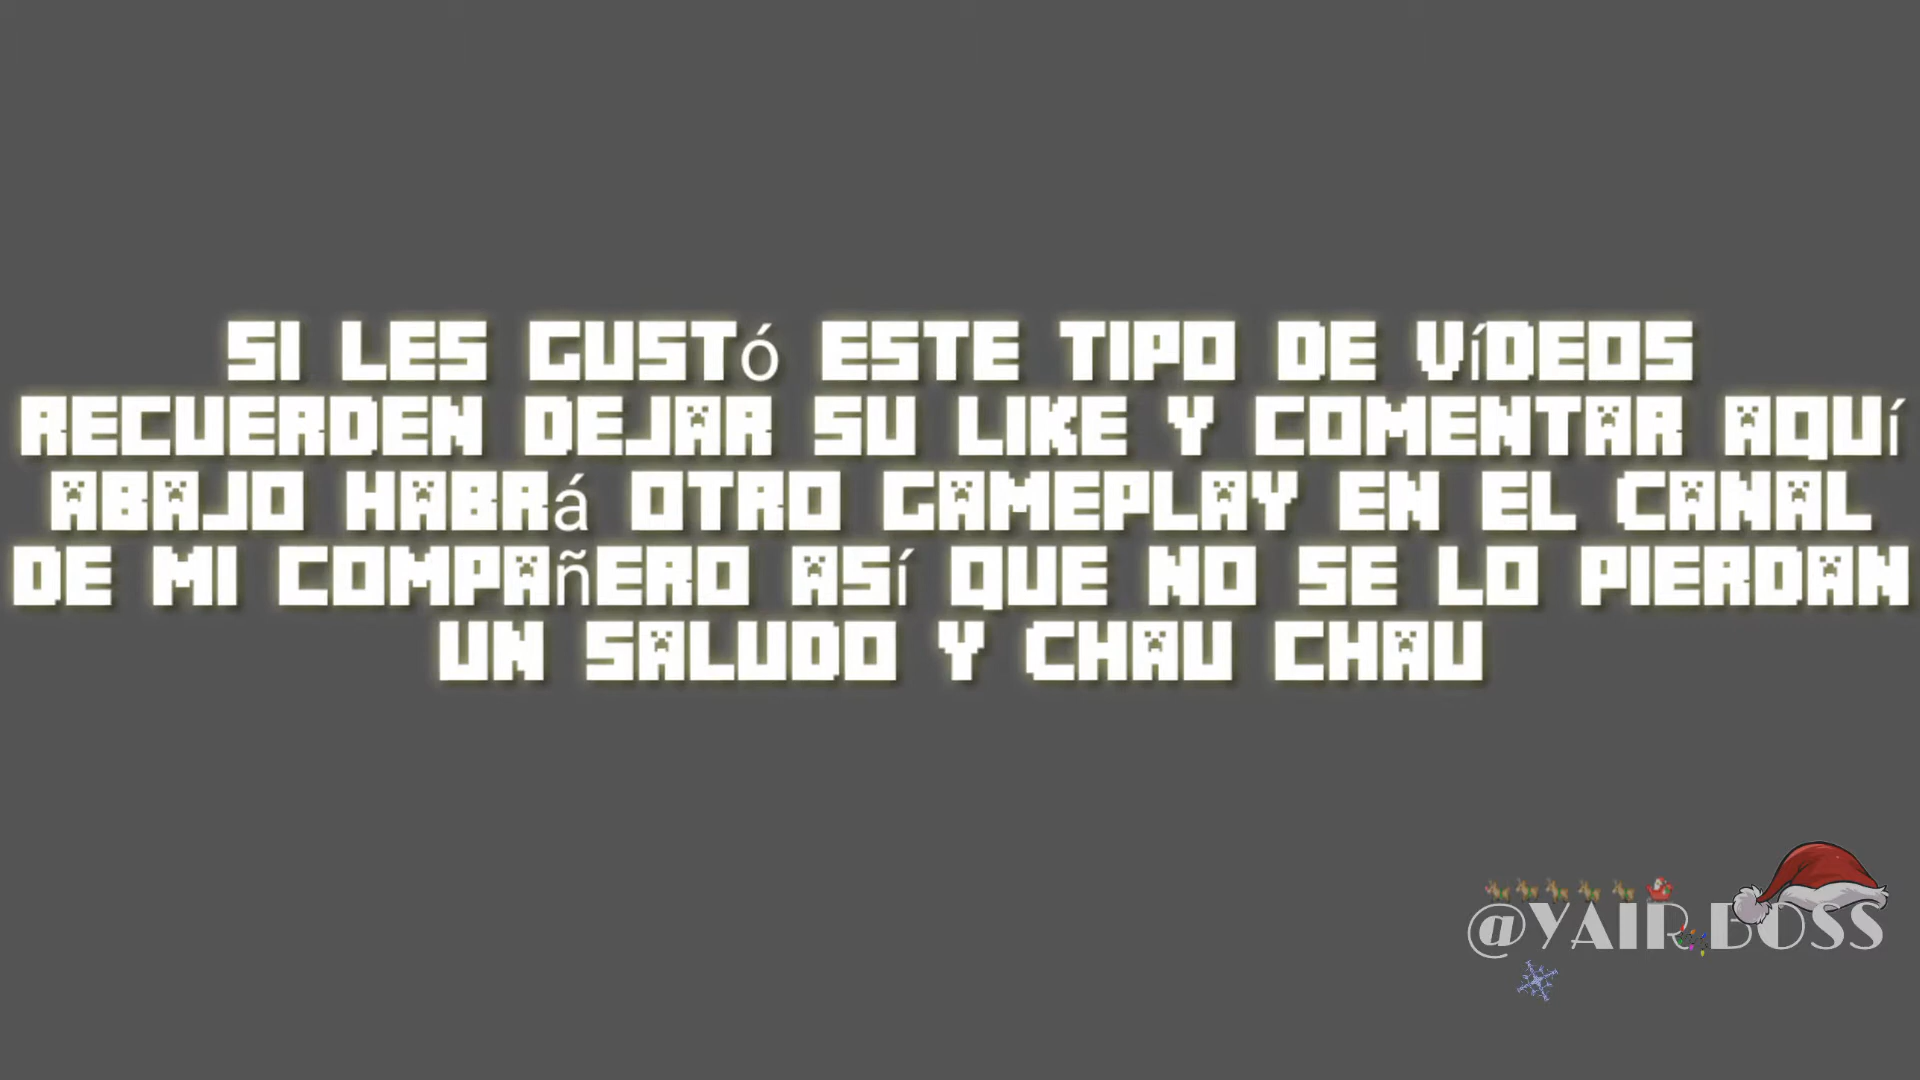 SI LES GUSTó ESTE TIPO DE VíDEOS
RECUERDEN DEJAR SU LIKE Y COMENTAR AQUí
ABAJO HABRá OTRO GAMEPLAY EN EL CANAL
DE MI COMPAñERO ASí QUE NO SE LO PIERDAN
UN SALUDO Y CHAU CHAU
@YAIR.BOSS